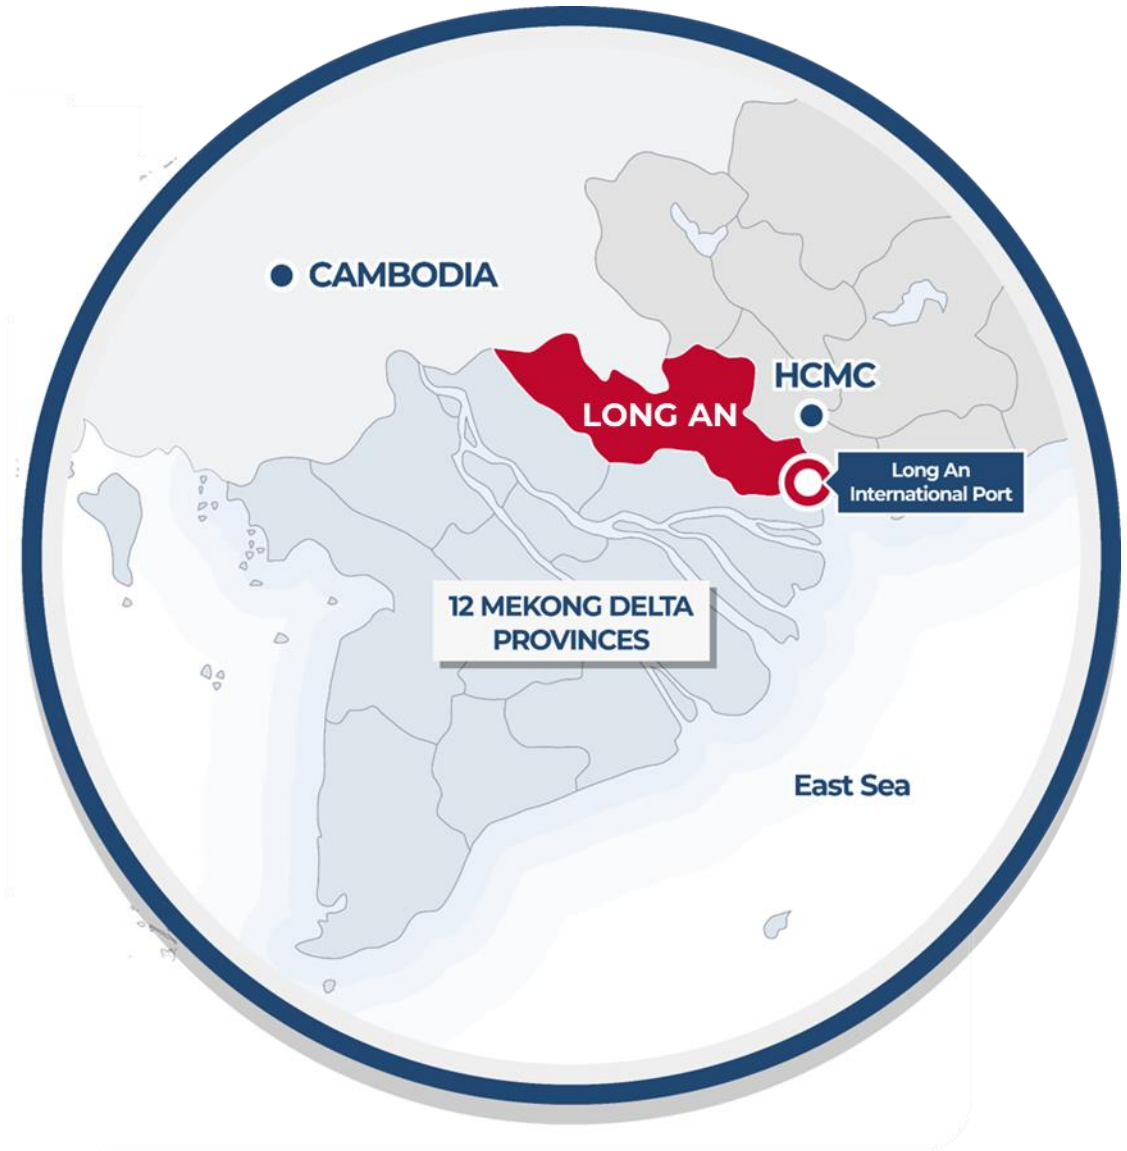 CAMBODIA
HCMC
LONG AN
Long An
International Port
12 MEKONG DELTA
PROVINCES
East Sea